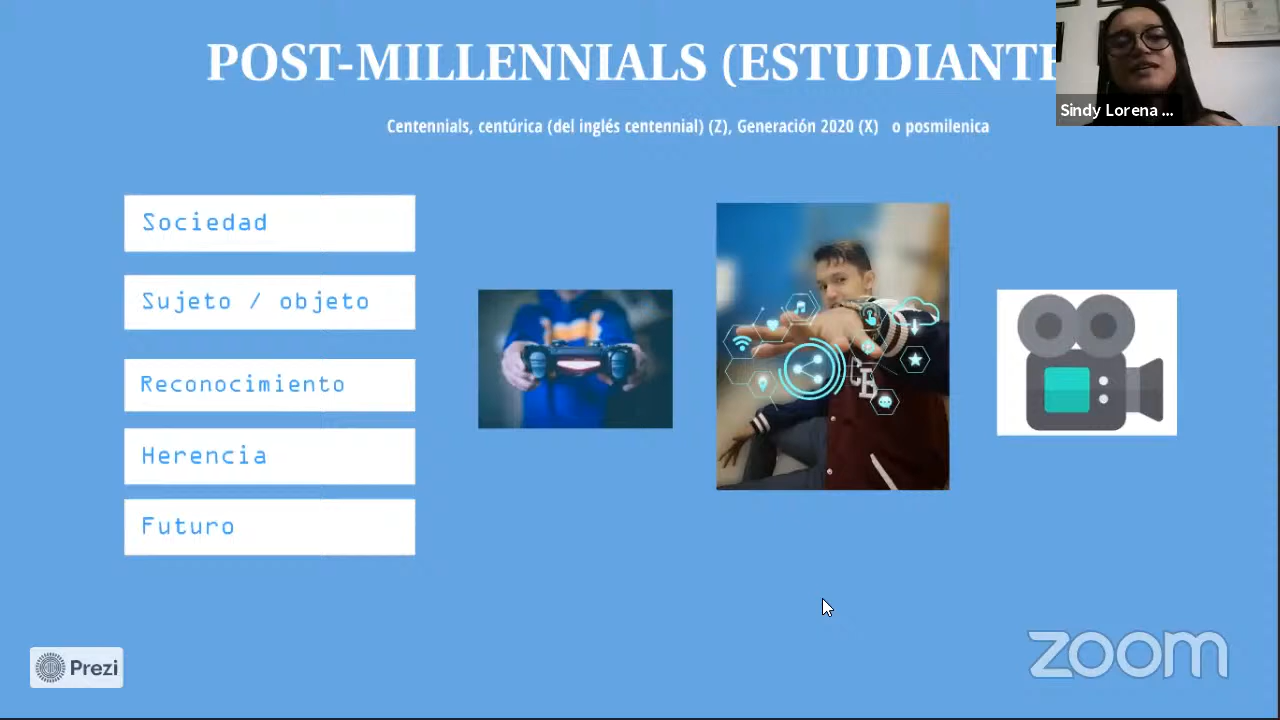 POST-MILLENNIALS (ESTUDIANTE
Sindy Lorena ...
Centennials, centúrica (del inglés centennial) (Z), Generación 2020 (X) o posmilenica
Sociedad
Sujeto / objeto
Reconocimiento
Herencia
Futuro
CB
Prezi
zoom